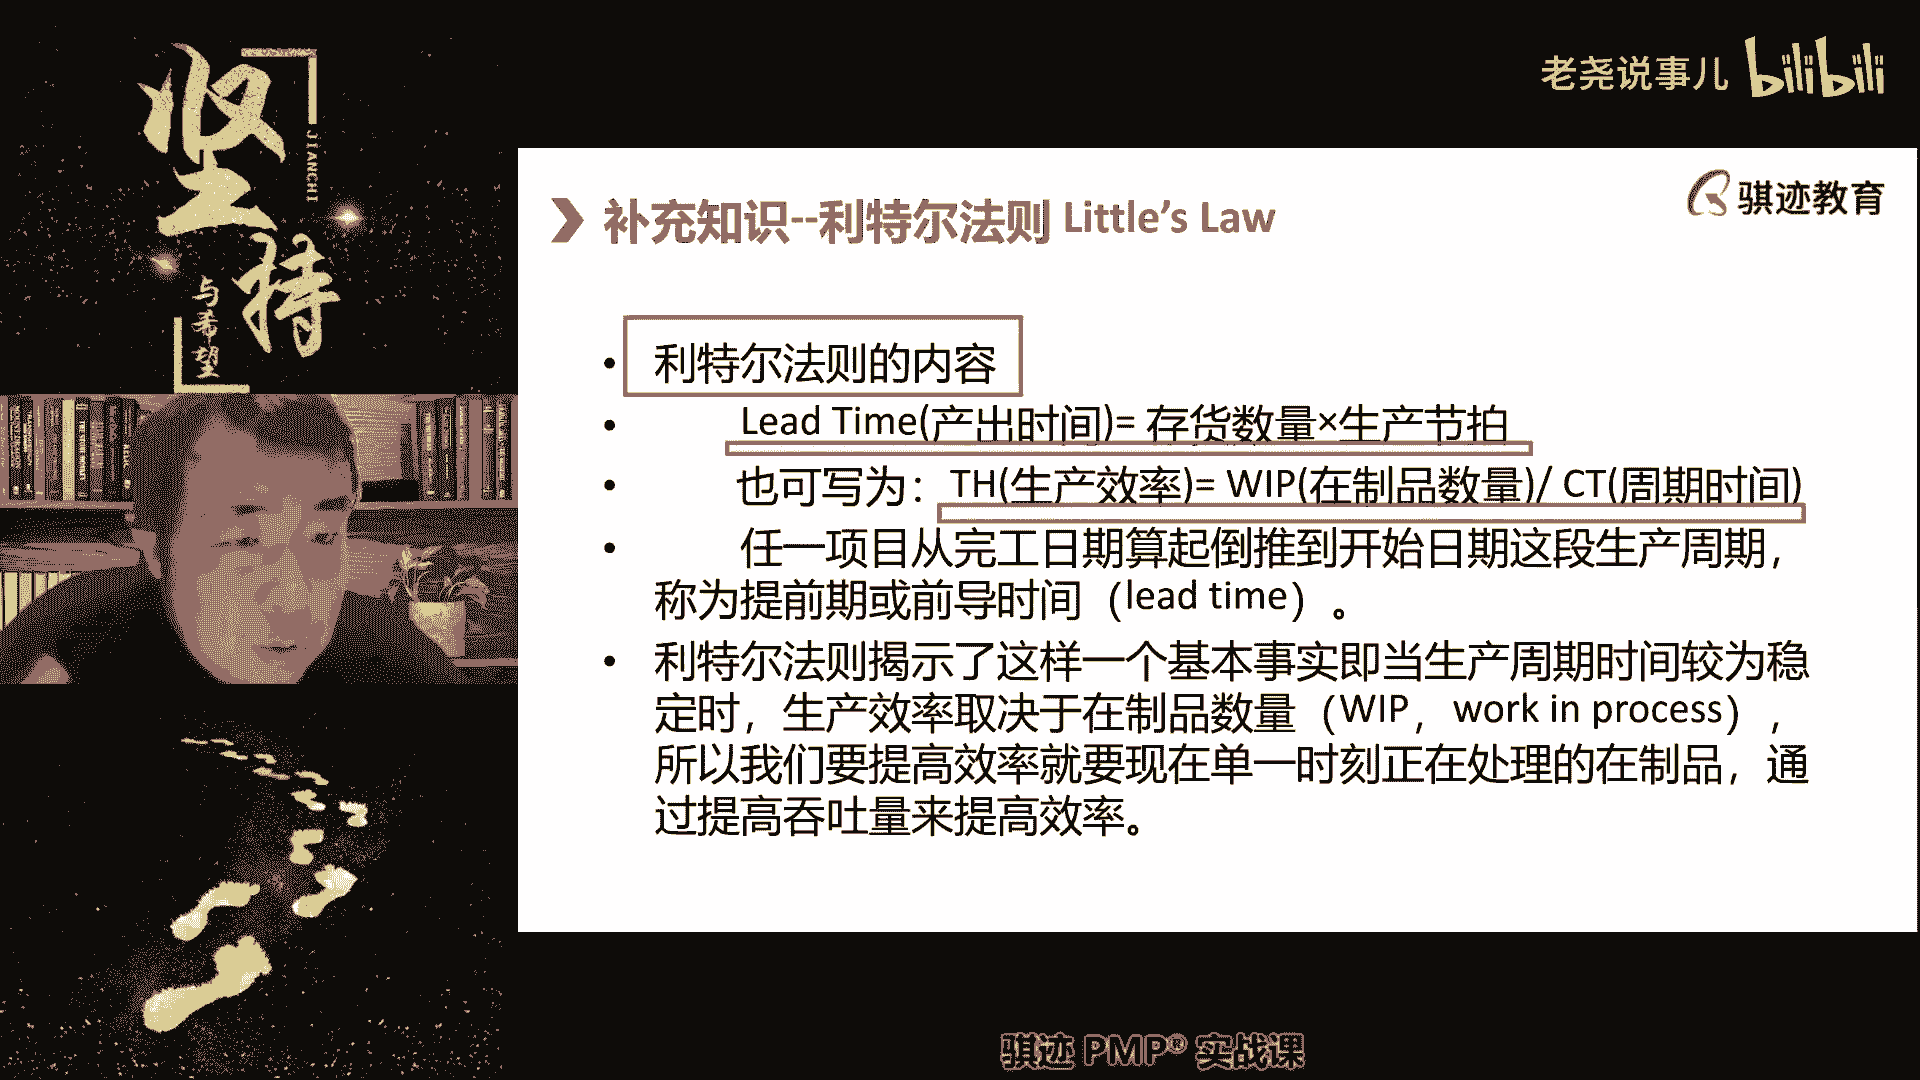 坚持
JIANCHI
与希望
老尧说事儿 bilibili
骐迹教育
补充知识--利特尔法则 Little's Law
• 利特尔法则的内容
• Lead Time(产出时间)= 存货数量×生产节拍
• 也可写为：TH(生产效率)= WIP(在制品数量)/ CT(周期时间)
• 任一项目从完工日期算起倒推到开始日期这段生产周期，
称为提前期或前导时间（lead time）。
• 利特尔法则揭示了这样一个基本事实即当生产周期时间较为稳
定时，生产效率取决于在制品数量（WIP，work in process），
所以我们要提高效率就要现在单一时刻正在处理的在制品，通
过提高吞吐量来提高效率。
骐迹 PMP® 实战课